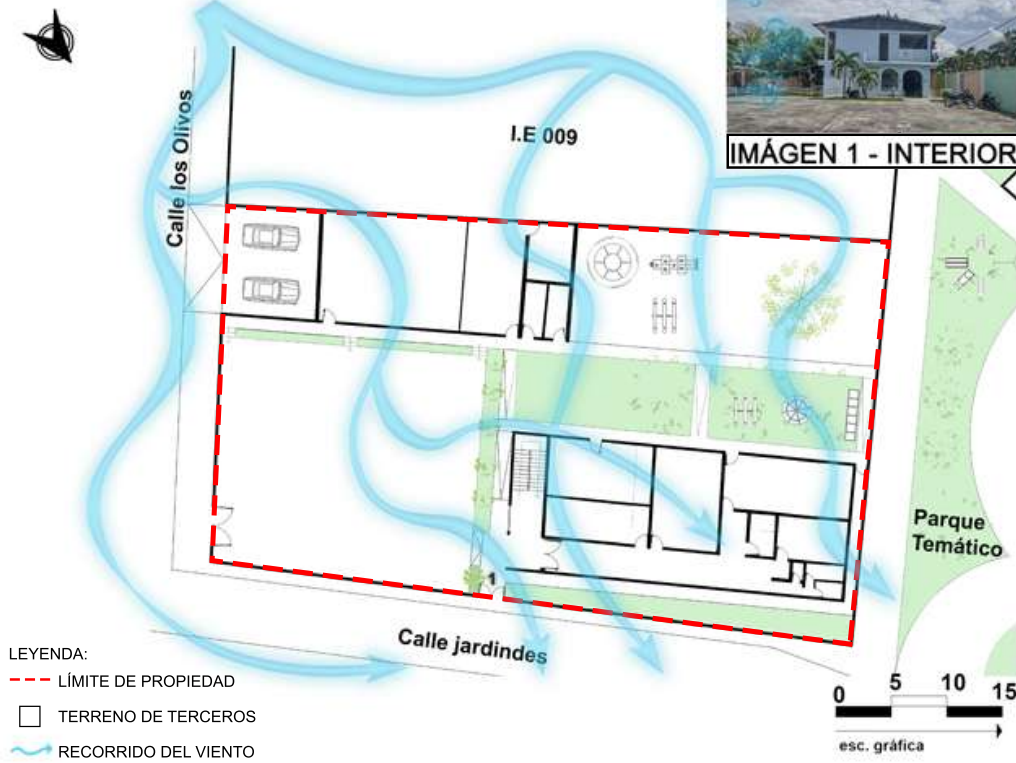 IMÁGEN 1 - INTERIOR
I.E 009
Calle los Olivos
Parque
Temático
1
Calle jardindes
LEYENDA:
LÍMITE DE PROPIEDAD
TERRENO DE TERCEROS
RECORRIDO DEL VIENTO
0 5 10 15
esc. gráfica